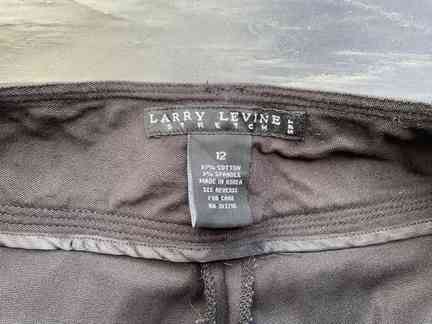 LARRY LEVINE
STRETCH
12
97% COTTON
3% SPANDEX
MADE IN KOREA
SEE REVERSE
FOR CARE